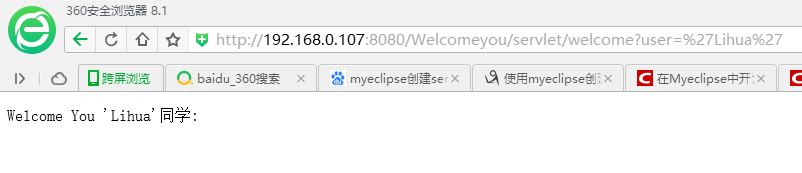 360安全浏览器 8.1
http://192.168.0.107:8080/Welcomeyou/servlet/welcome?user=%27Lihua%27
跨屏浏览 baidu_360搜索 myeclipse创建ser 使用myeclipse创建 在Myeclipse中开
Welcome You 'Lihua'同学: